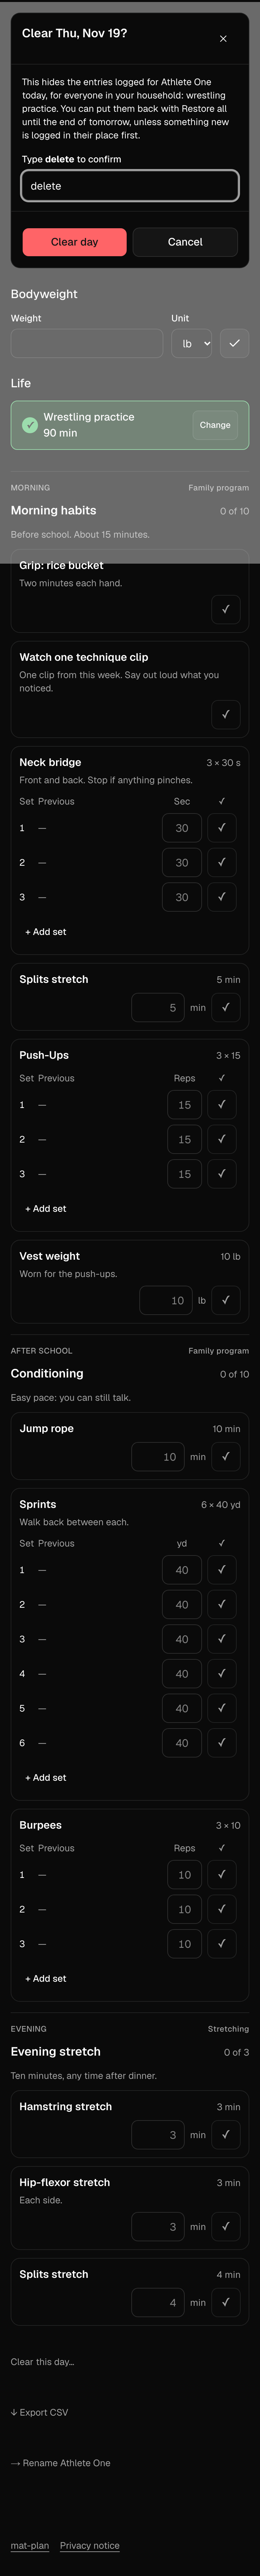 Clear Thu, Nov 19?
×
This hides the entries logged for Athlete One
today, for everyone in your household: wrestling
practice. You can put them back with Restore all
until the end of tomorrow, unless something new
is logged in their place first.
Type delete to confirm
delete
Clear day Cancel
Bodyweight
Weight Unit
lb ✓
Life
✓ Wrestling practice
90 min
Change
MORNING Family program
Morning habits 0 of 10
Before school. About 15 minutes.
Grip: rice bucket
Two minutes each hand.
✓
Watch one technique clip
One clip from this week. Say out loud what you
noticed.
✓
Neck bridge 3 × 30 s
Front and back. Stop if anything pinches.
Set Previous Sec ✓
1 — 30 ✓
2 — 30 ✓
3 — 30 ✓
+ Add set
Splits stretch 5 min
5 min ✓
Push-Ups 3 × 15
Set Previous Reps ✓
1 — 15 ✓
2 — 15 ✓
3 — 15 ✓
+ Add set
Vest weight 10 lb
Worn for the push-ups.
10 lb ✓
AFTER SCHOOL Family program
Conditioning 0 of 10
Easy pace: you can still talk.
Jump rope 10 min
10 min ✓
Sprints 6 × 40 yd
Walk back between each.
Set Previous yd ✓
1 — 40 ✓
2 — 40 ✓
3 — 40 ✓
4 — 40 ✓
5 — 40 ✓
6 — 40 ✓
+ Add set
Burpees 3 × 10
Set Previous Reps ✓
1 — 10 ✓
2 — 10 ✓
3 — 10 ✓
+ Add set
EVENING Stretching
Evening stretch 0 of 3
Ten minutes, any time after dinner.
Hamstring stretch 3 min
3 min ✓
Hip-flexor stretch 3 min
Each side.
3 min ✓
Splits stretch 4 min
4 min ✓
Clear this day...
↓ Export CSV
→ Rename Athlete One
mat-plan Privacy notice